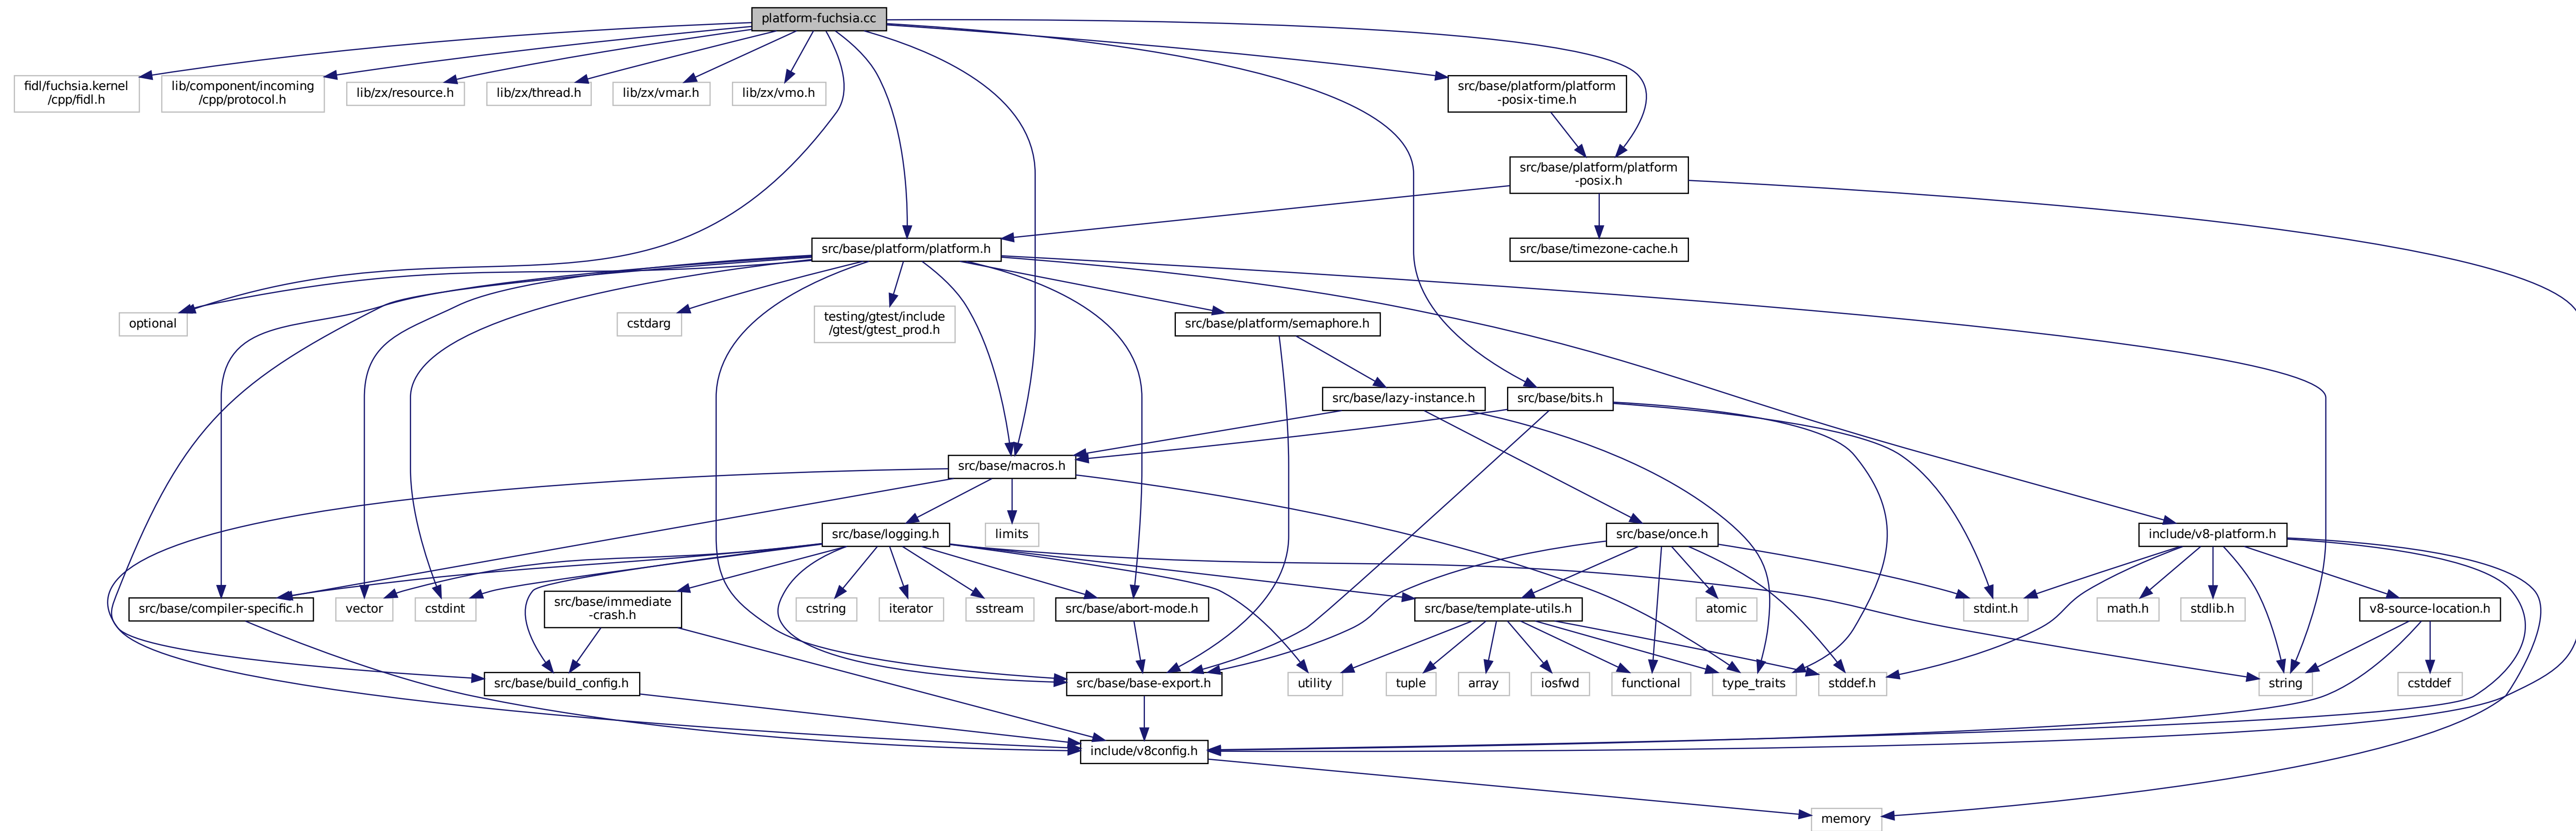 platform-fuchsia.cc
fidl/fuchsia.kernel
/cpp/fidl.h
lib/component/incoming
/cpp/protocol.h
lib/zx/resource.h
lib/zx/thread.h
lib/zx/vmar.h
lib/zx/vmo.h
src/base/platform/platform
-posix-time.h
src/base/platform/platform
-posix.h
src/base/platform/platform.h
src/base/timezone-cache.h
optional
cstdarg
testing/gtest/include
/gtest/gtest_prod.h
src/base/platform/semaphore.h
src/base/lazy-instance.h
src/base/bits.h
src/base/macros.h
src/base/logging.h
limits
src/base/once.h
include/v8-platform.h
src/base/compiler-specific.h
vector
cstdint
src/base/immediate
-crash.h
cstring
iterator
sstream
src/base/abort-mode.h
src/base/template-utils.h
atomic
stdint.h
math.h
stdlib.h
v8-source-location.h
src/base/build_config.h
src/base/base-export.h
utility
tuple
array
iosfwd
functional
type_traits
stddef.h
string
cstddef
include/v8config.h
memory